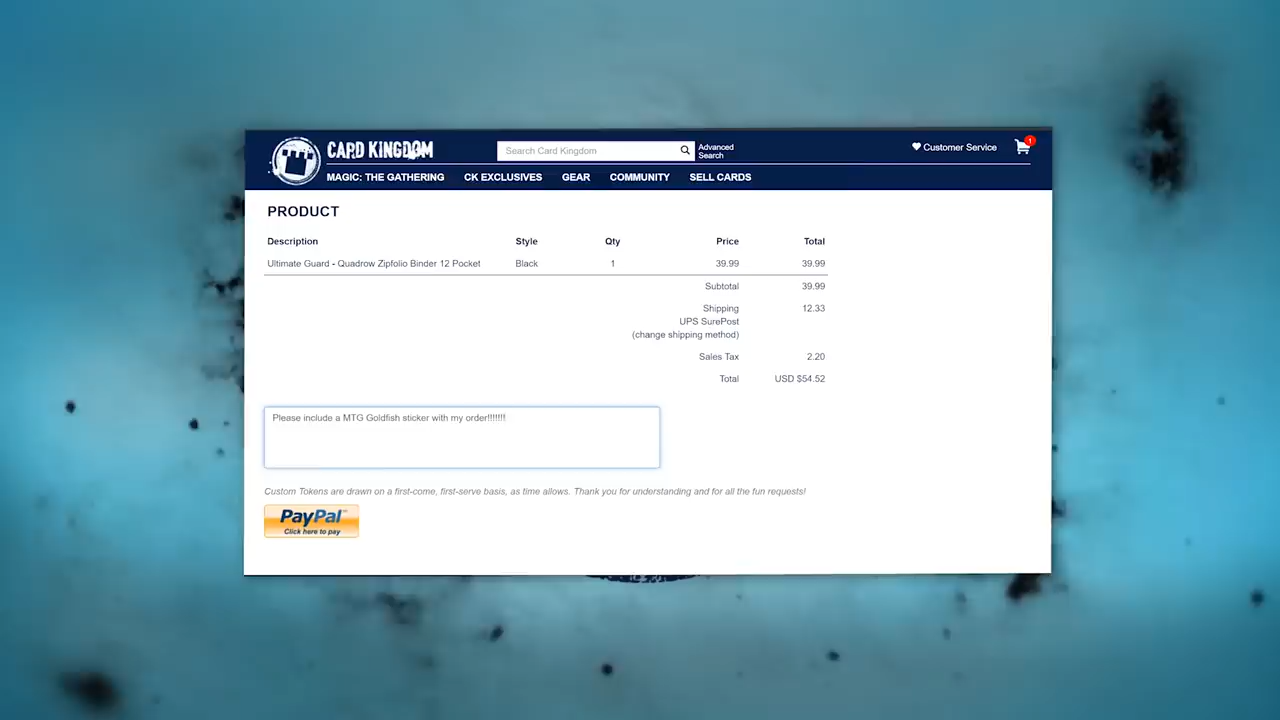 CARD KINGDOM
Search Card Kingdom
Advanced
Search
Customer Service
1
MAGIC: THE GATHERING CK EXCLUSIVES GEAR COMMUNITY SELL CARDS
PRODUCT
Description Style Qty Price Total
Ultimate Guard - Quadrow Zipfolio Binder 12 Pocket Black 1 39.99 39.99
Subtotal 39.99
Shipping 12.33
UPS SurePost
(change shipping method)
Sales Tax 2.20
Total USD $54.52
Please include a MTG Goldfish sticker with my order!!!!!!!
Custom Tokens are drawn on a first-come, first-serve basis, as time allows. Thank you for understanding and for all the fun requests!
PayPal
Click here to pay